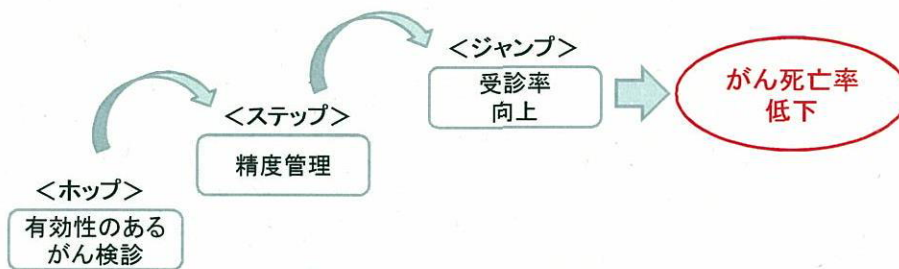 <ホップ>
有効性のある
がん検診
<ステップ>
精度管理
<ジャンプ>
受診率
向上
がん死亡率
低下